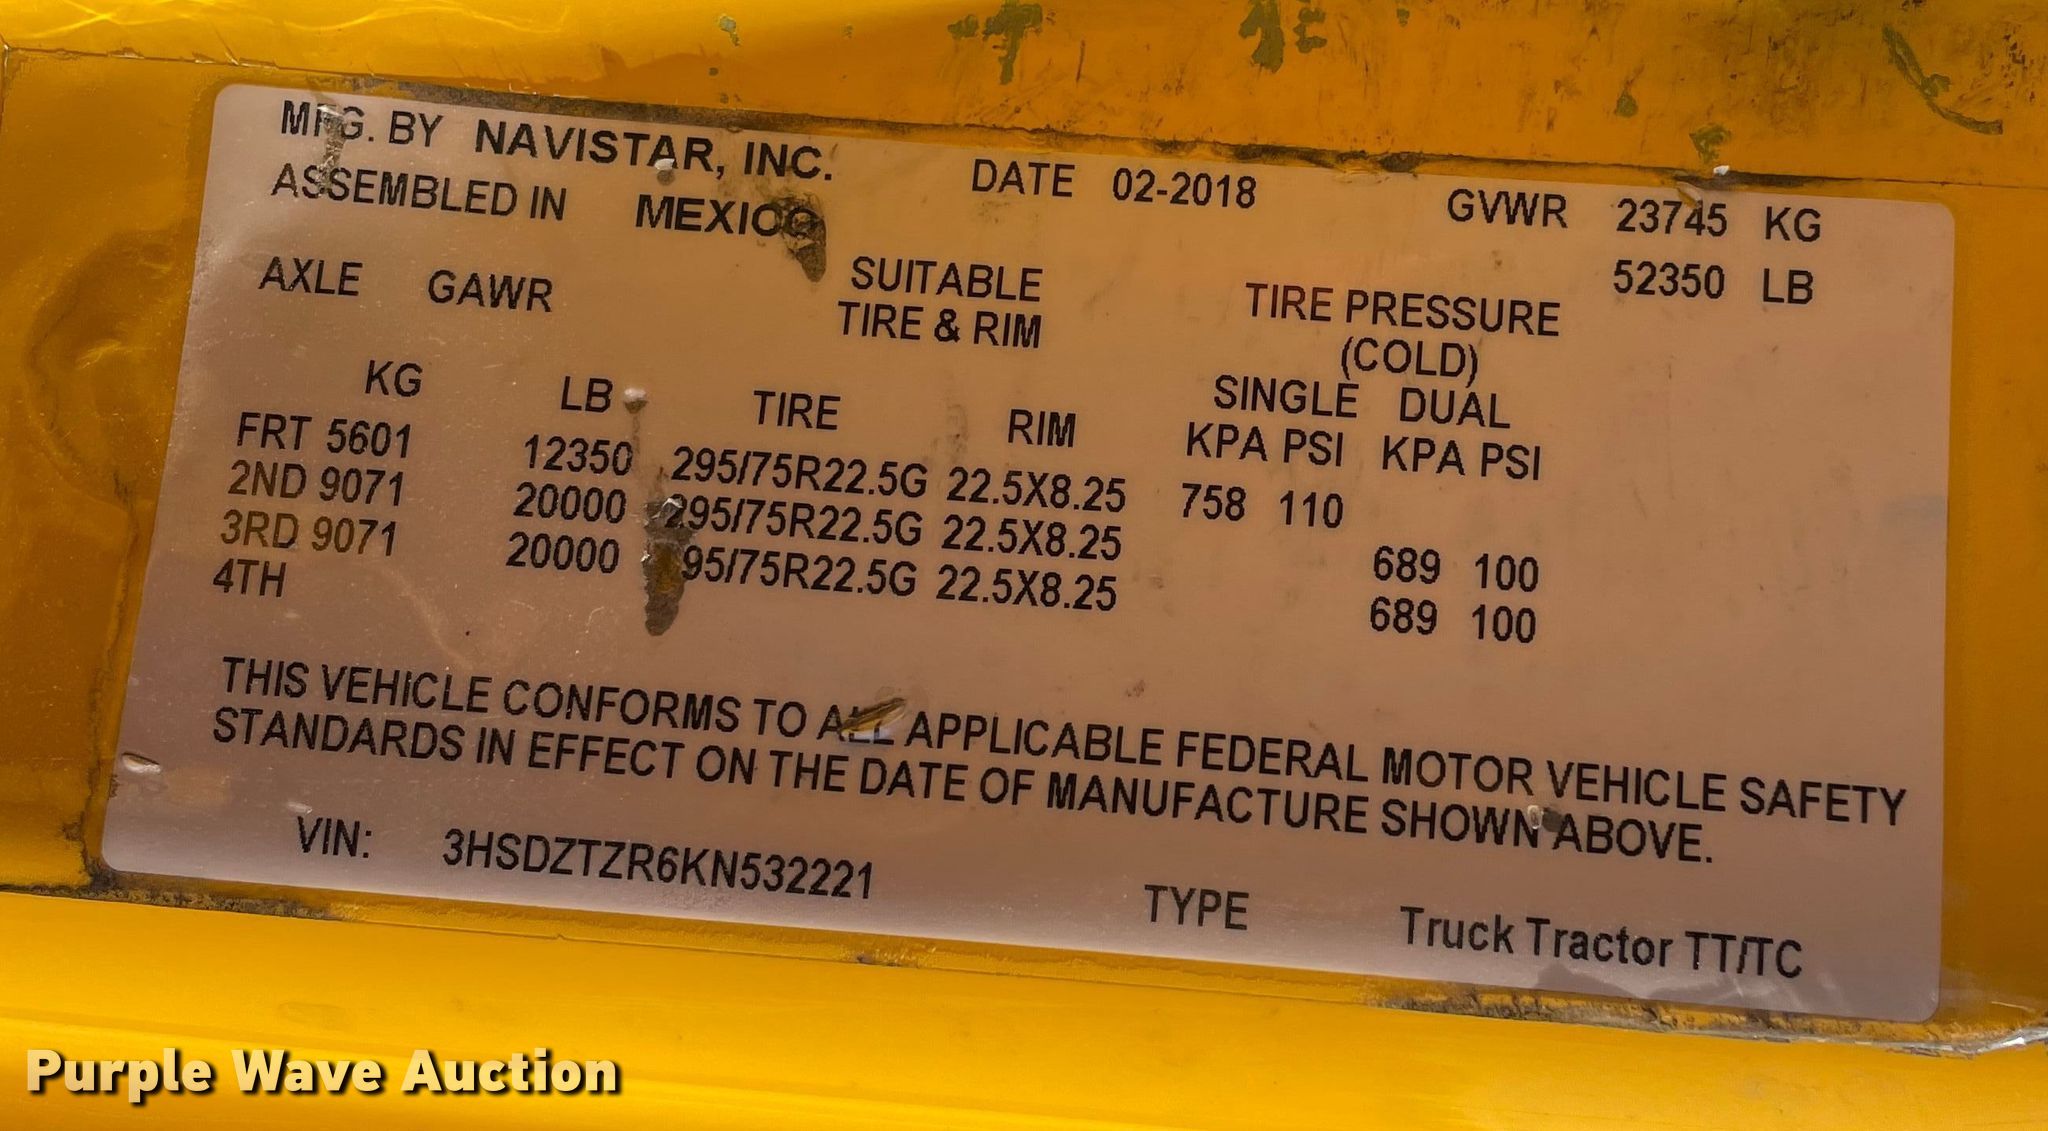 MFG. BY NAVISTAR, INC. DATE 02-2018 GVWR 23745 KG
ASSEMBLED IN MEXICO 52350 LB
AXLE GAWR SUITABLE TIRE PRESSURE
TIRE & RIM (COLD)
SINGLE DUAL
KG LB TIRE RIM KPA PSI KPA PSI
FRT 5601 12350 295/75R22.5G 22.5X8.25 758 110
2ND 9071 20000 295/75R22.5G 22.5X8.25 689 100
3RD 9071 20000 295/75R22.5G 22.5X8.25 689 100
4TH
THIS VEHICLE CONFORMS TO ALL APPLICABLE FEDERAL MOTOR VEHICLE SAFETY
STANDARDS IN EFFECT ON THE DATE OF MANUFACTURE SHOWN ABOVE.
VIN: 3HSDZTZR6KN532221 TYPE Truck Tractor TT/TC
Purple Wave Auction